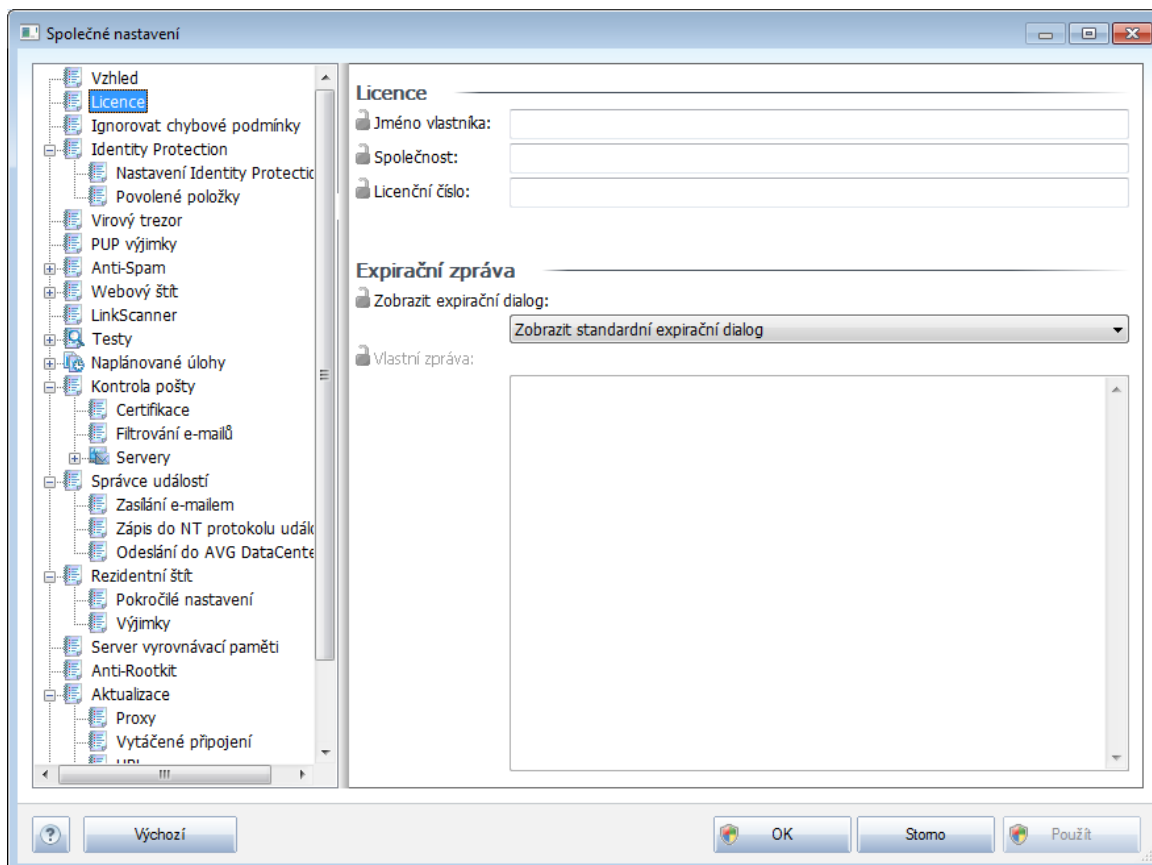 Společné nastavení
Vzhled
Licence
Ignorovat chybové podmínky
Identity Protection
Nastavení Identity Protectic
Povolené položky
Virový trezor
PUP výjimky
Anti-Spam
Webový štít
LinkScanner
Testy
Naplánované úlohy
Kontrola pošty
Certifikace
Filtrování e-mailů
Servery
Správce událostí
Zasílání e-mailem
Zápis do NT protokolu udál
Odeslání do AVG DataCente
Rezidentní štít
Pokročilé nastavení
Výjimky
Server vyrovnávací paměti
Anti-Rootkit
Aktualizace
Proxy
Vytáčené připojení
URL
Licence
Jméno vlastníka:
Společnost:
Licenční číslo:
Expirační zpráva
Zobrazit expirační dialog:
Zobrazit standardní expirační dialog
Vlastní zpráva:
Výchozí
OK
Storno
Použít